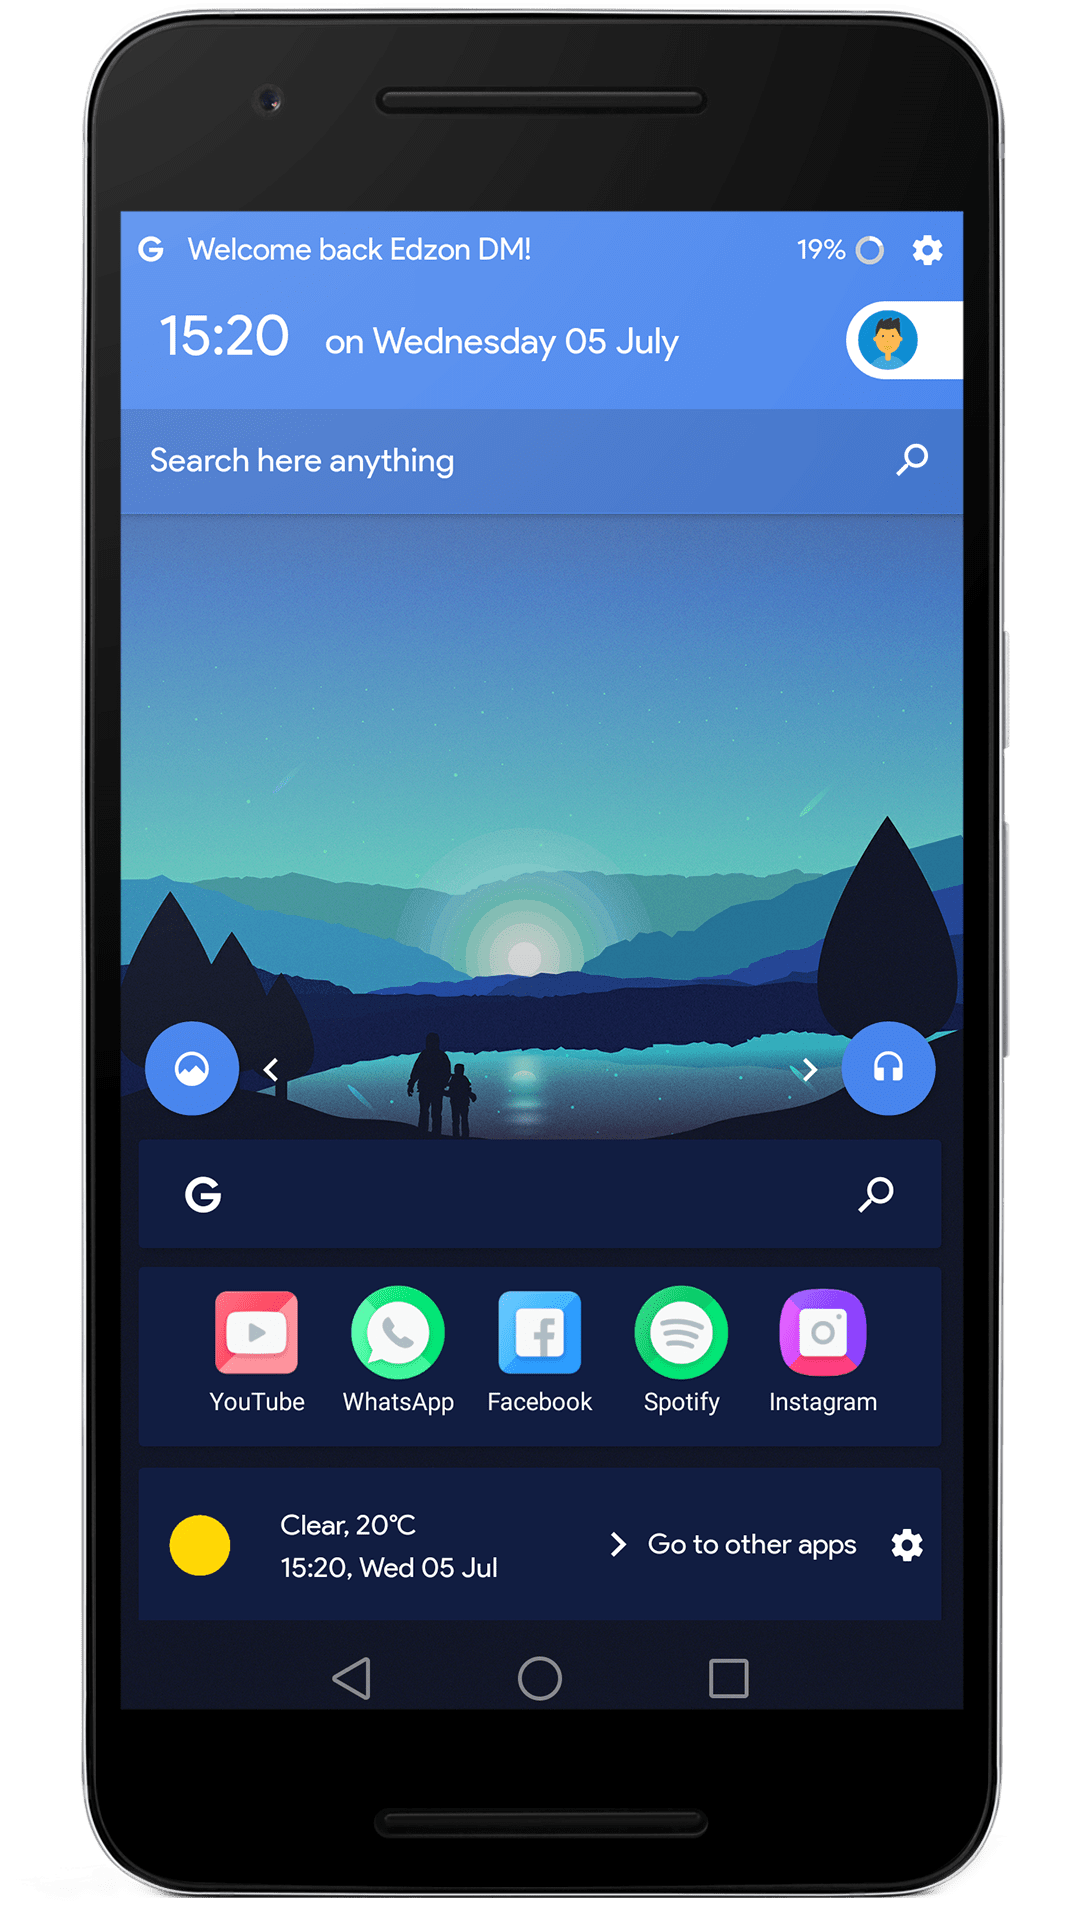 G Welcome back Edzon DM! 19%
15:20 on Wednesday 05 July
Search here anything
G
YouTube WhatsApp Facebook Spotify Instagram
Clear, 20°C
Go to other apps
15:20, Wed 05 Jul